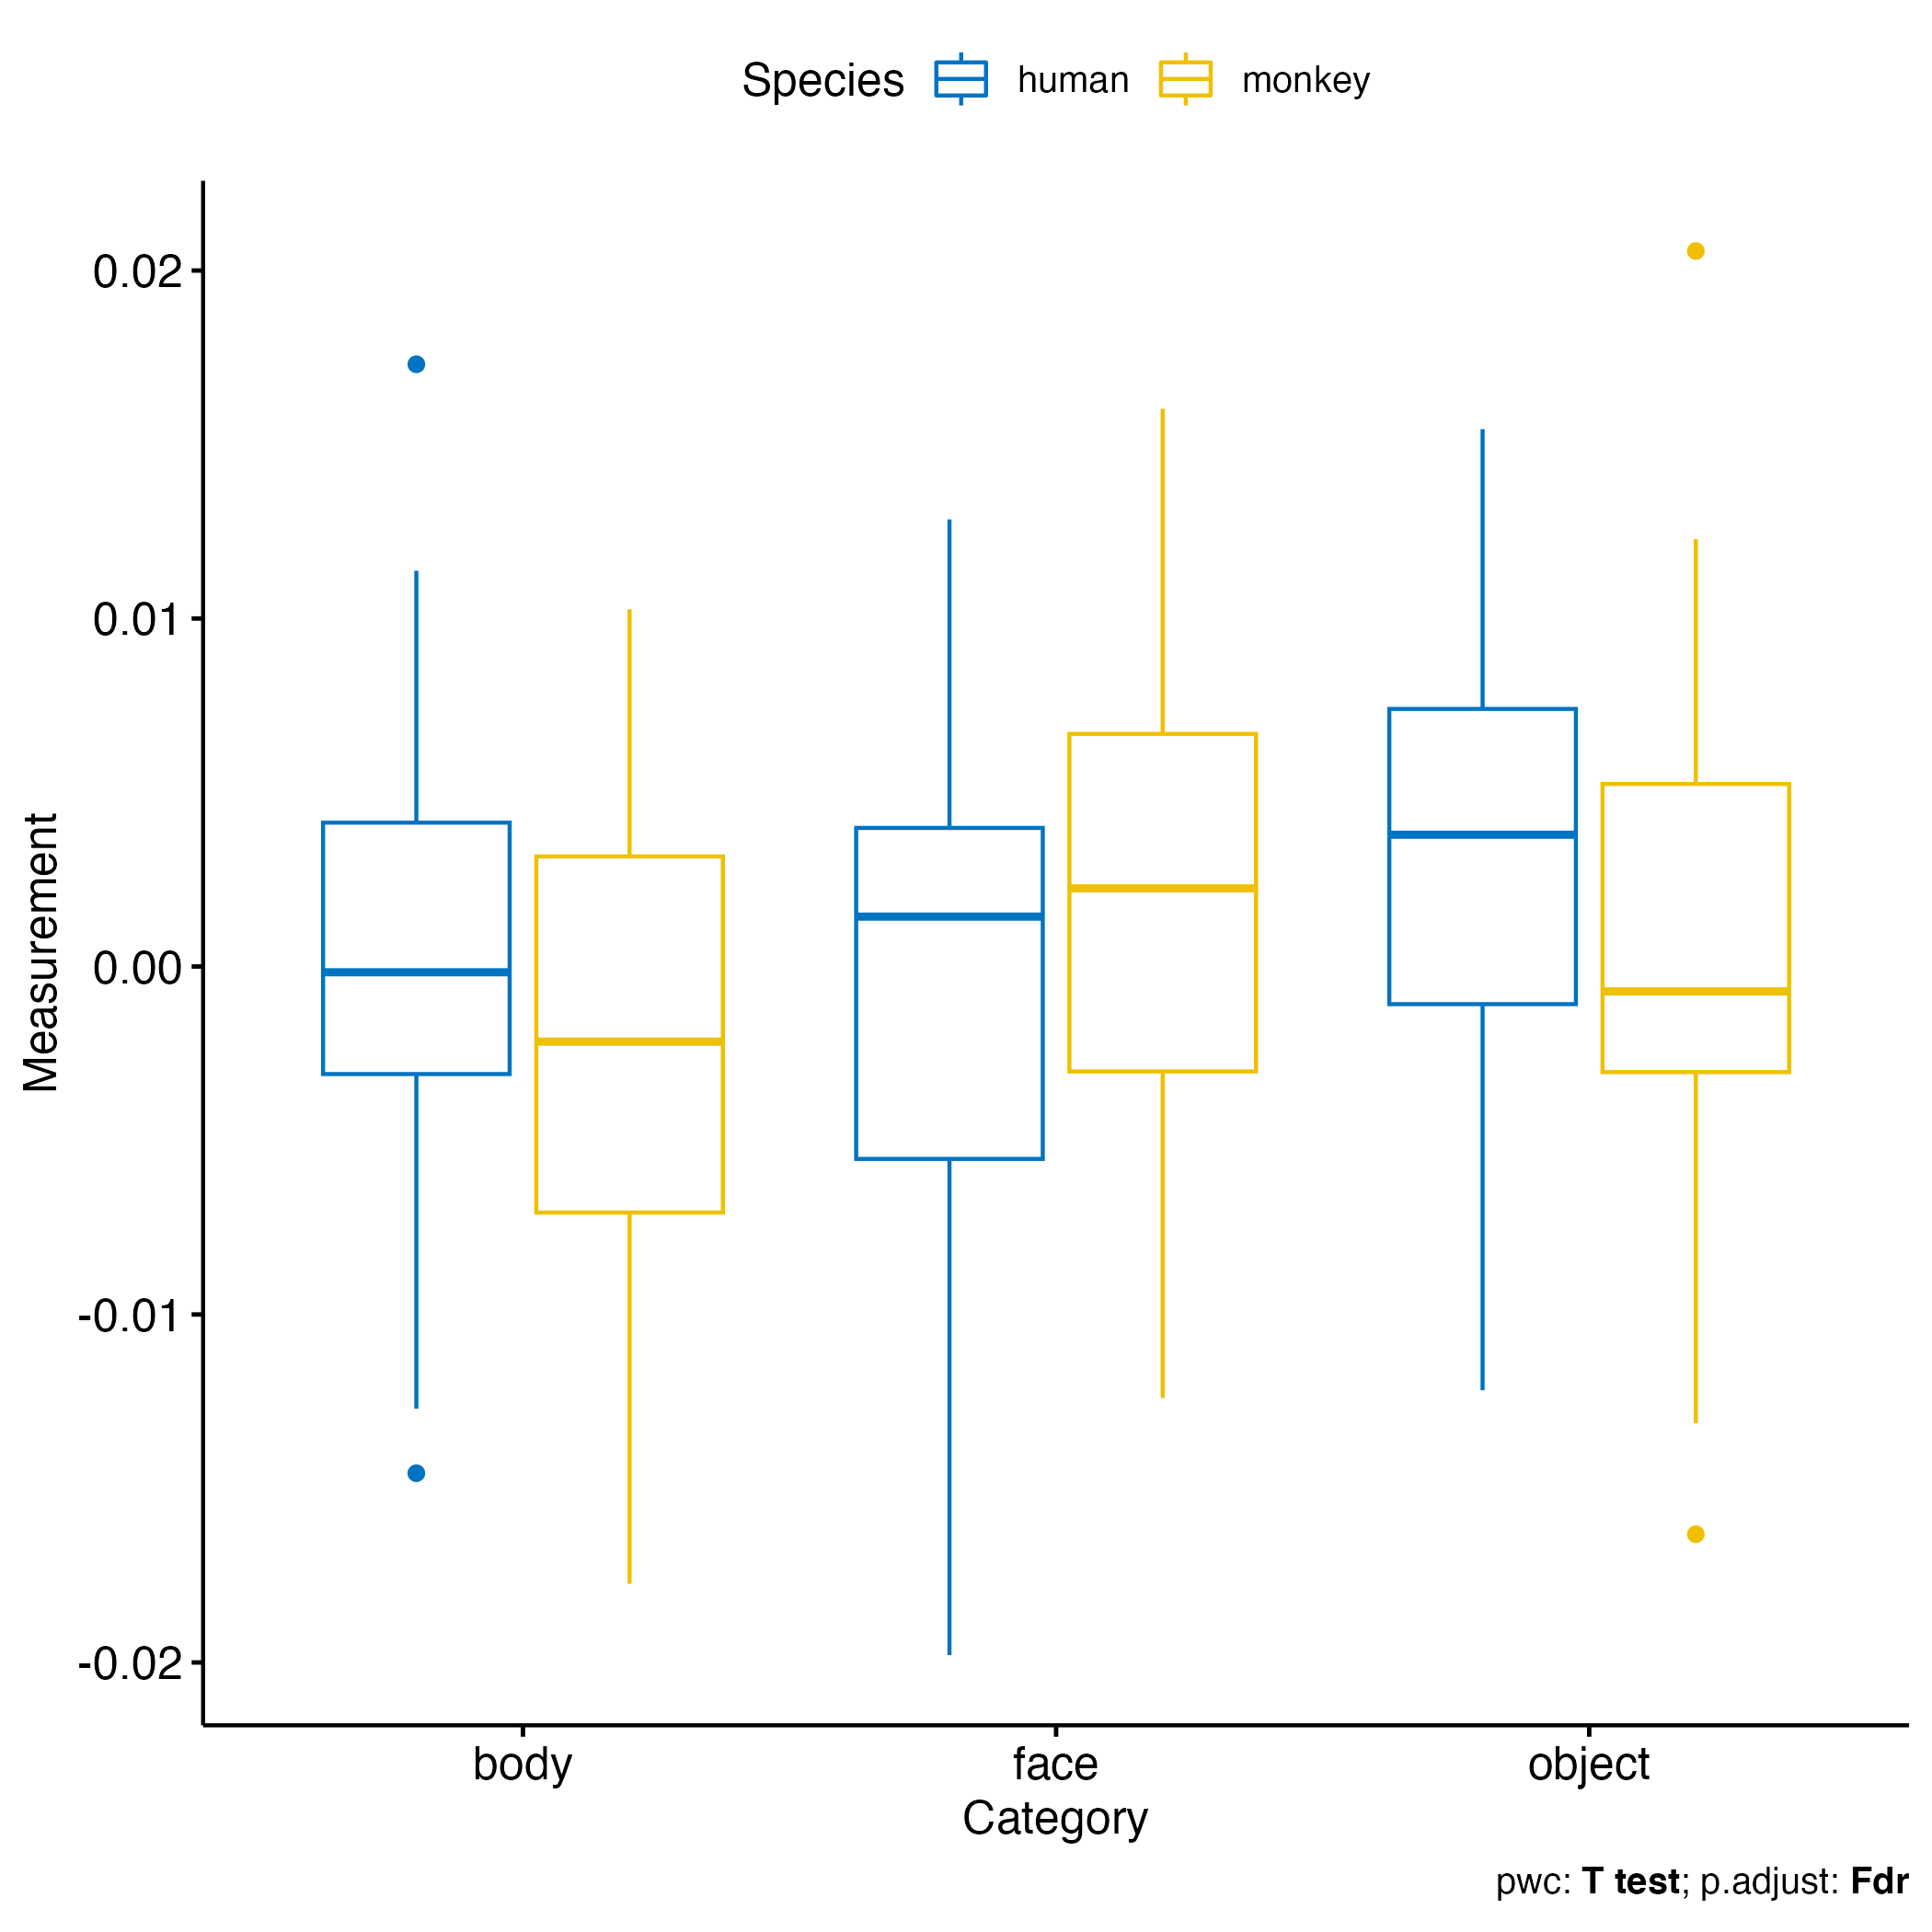 Species human monkey
0.02
0.01
0.00
-0.01
-0.02
Measurement
body face object
Category
pwc: T test; p.adjust: Fdr